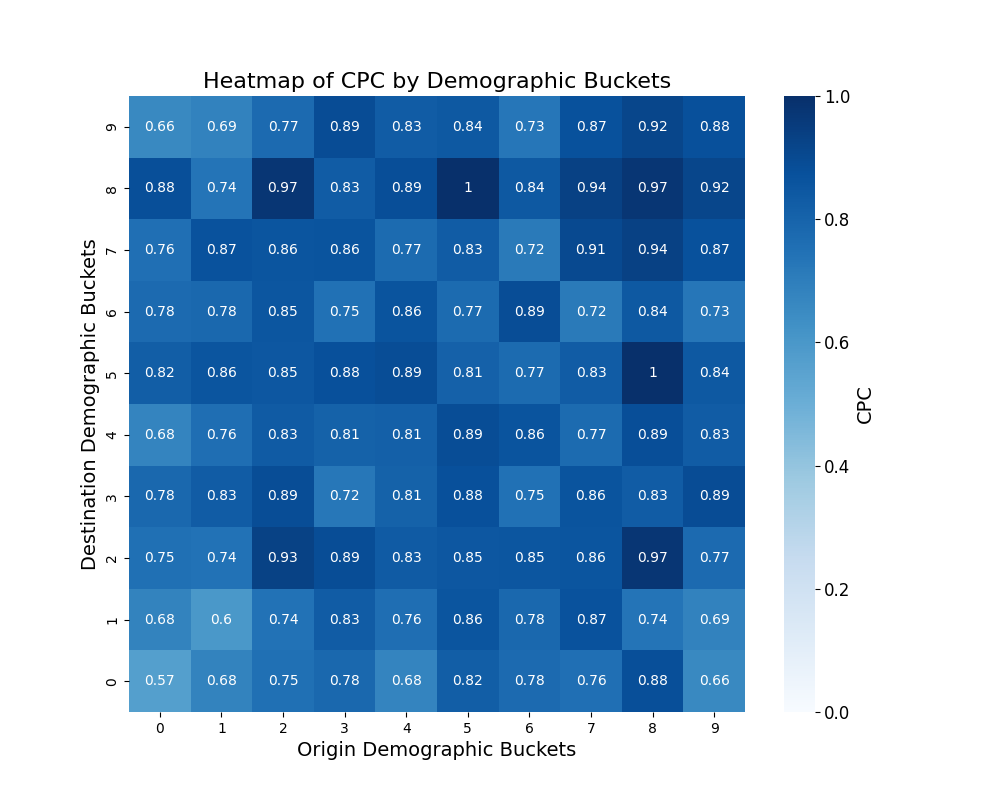 Heatmap of CPC by Demographic Buckets
Destination Demographic Buckets
9 0.66 0.69 0.77 0.89 0.83 0.84 0.73 0.87 0.92 0.88
8 0.88 0.74 0.97 0.83 0.89 1 0.84 0.94 0.97 0.92
7 0.76 0.87 0.86 0.86 0.77 0.83 0.72 0.91 0.94 0.87
6 0.78 0.78 0.85 0.75 0.86 0.77 0.89 0.72 0.84 0.73
5 0.82 0.86 0.85 0.88 0.89 0.81 0.77 0.83 1 0.84
4 0.68 0.76 0.83 0.81 0.81 0.89 0.86 0.77 0.89 0.83
3 0.78 0.83 0.89 0.72 0.81 0.88 0.75 0.86 0.83 0.89
2 0.75 0.74 0.93 0.89 0.83 0.85 0.85 0.86 0.97 0.77
1 0.68 0.6 0.74 0.83 0.76 0.86 0.78 0.87 0.74 0.69
0 0.57 0.68 0.75 0.78 0.68 0.82 0.78 0.76 0.88 0.66
0 1 2 3 4 5 6 7 8 9
Origin Demographic Buckets
1.0
0.8
0.6
0.4
0.2
0.0
CPC